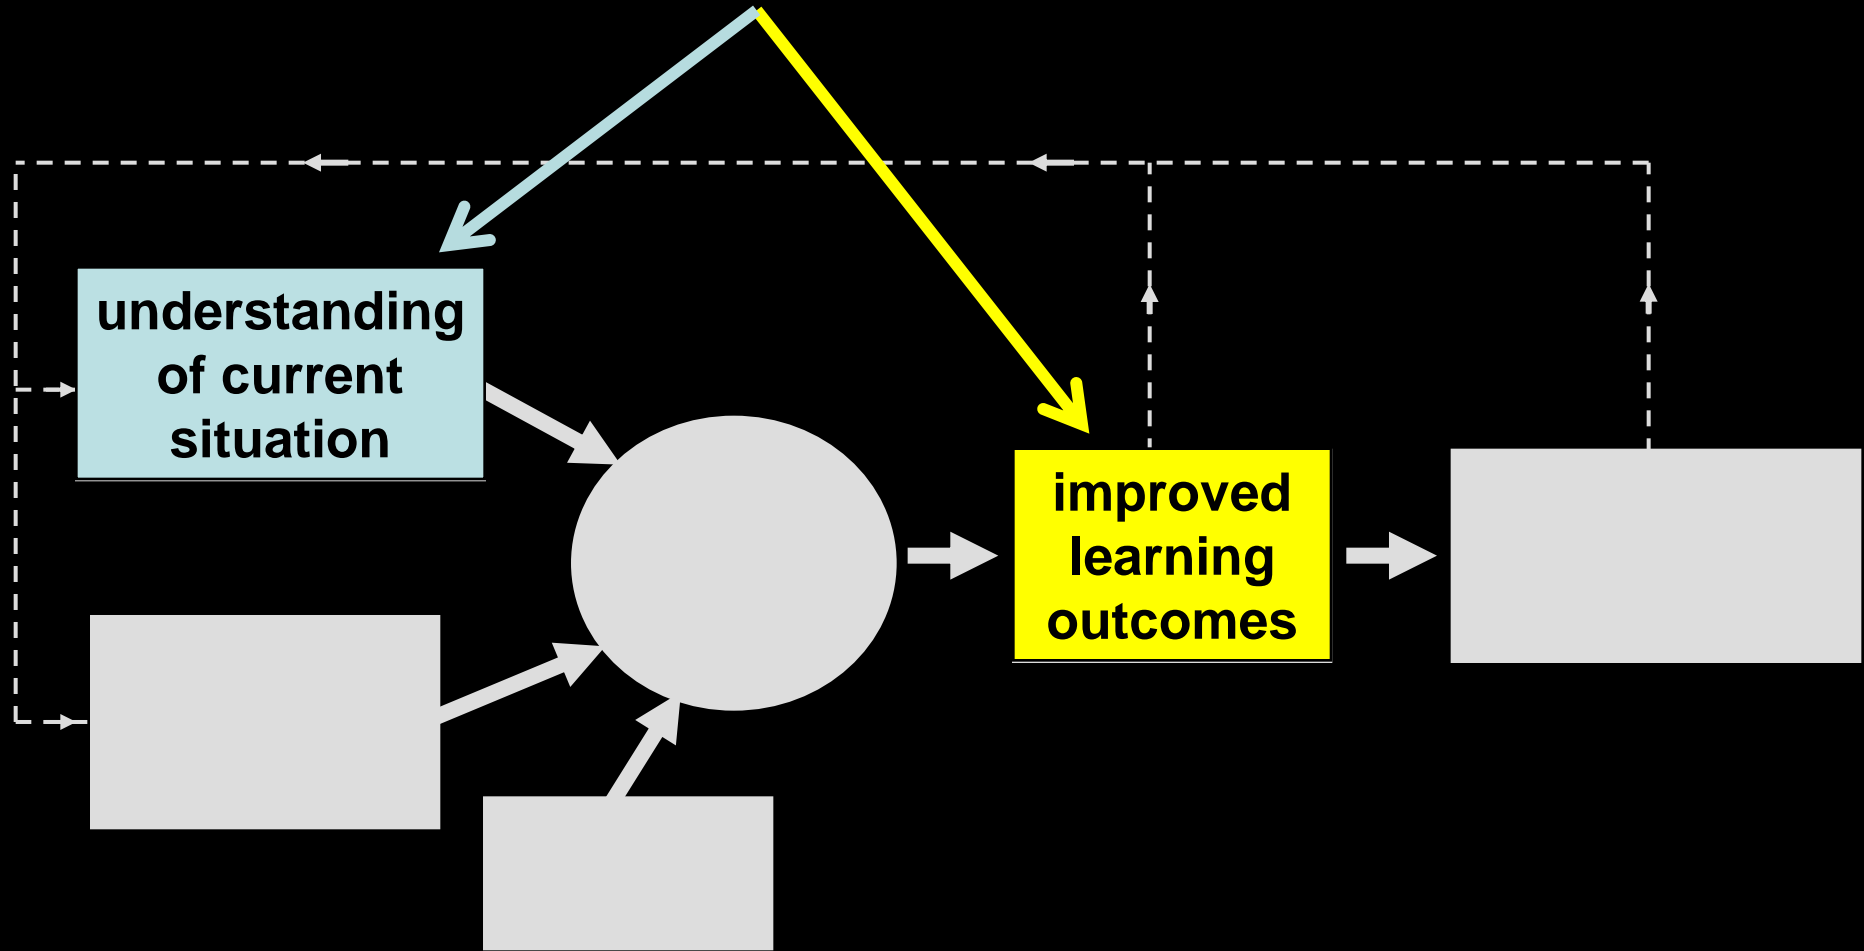 understanding
of current
situation
improved
learning
outcomes